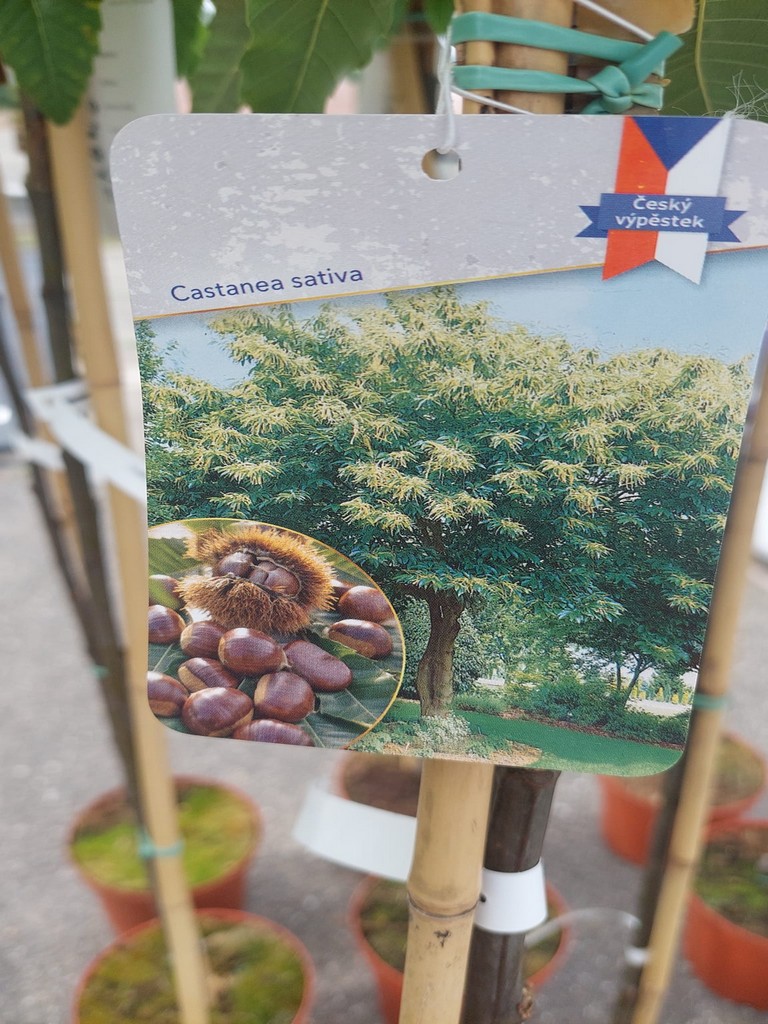 Český
výpěstek
Castanea sativa